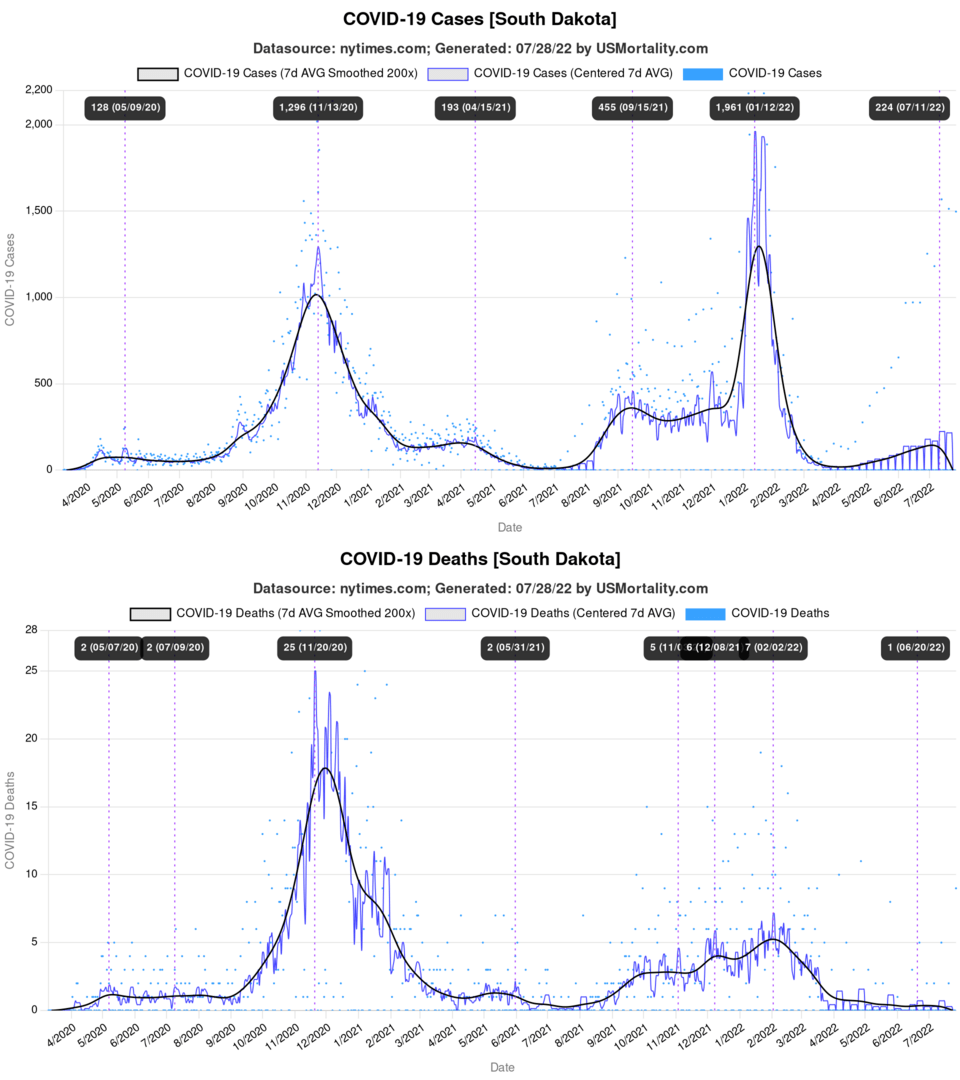 COVID-19 Cases [South Dakota]
Datasource: nytimes.com; Generated: 07/28/22 by USMortality.com
COVID-19 Cases (7d AVG Smoothed 200x) COVID-19 Cases (Centered 7d AVG) COVID-19 Cases
2,200
128 (05/09/20) 1,296 (11/13/20) 193 (04/15/21) 455 (09/15/21) 1,961 (01/12/22) 224 (07/11/22)
2,000
1,500
1,000
500
0
COVID-19 Cases
4/2020 5/2020 6/2020 7/2020 8/2020 9/2020 10/2020 11/2020 12/2020 1/2021 2/2021 3/2021 4/2021 5/2021 6/2021 7/2021 8/2021 9/2021 10/2021 11/2021 12/2021 1/2022 2/2022 3/2022 4/2022 5/2022 6/2022 7/2022
Date
COVID-19 Deaths [South Dakota]
Datasource: nytimes.com; Generated: 07/28/22 by USMortality.com
COVID-19 Deaths (7d AVG Smoothed 200x) COVID-19 Deaths (Centered 7d AVG) COVID-19 Deaths
28
2 (05/07/20) 2 (07/09/20) 25 (11/20/20) 2 (05/31/21) 5 (11/0 6 (12/08/21 7 (02/02/22) 1 (06/20/22)
25
20
15
10
5
0
COVID-19 Deaths
4/2020 5/2020 6/2020 7/2020 8/2020 9/2020 10/2020 11/2020 12/2020 1/2021 2/2021 3/2021 4/2021 5/2021 6/2021 7/2021 8/2021 9/2021 10/2021 11/2021 12/2021 1/2022 2/2022 3/2022 4/2022 5/2022 6/2022 7/2022
Date